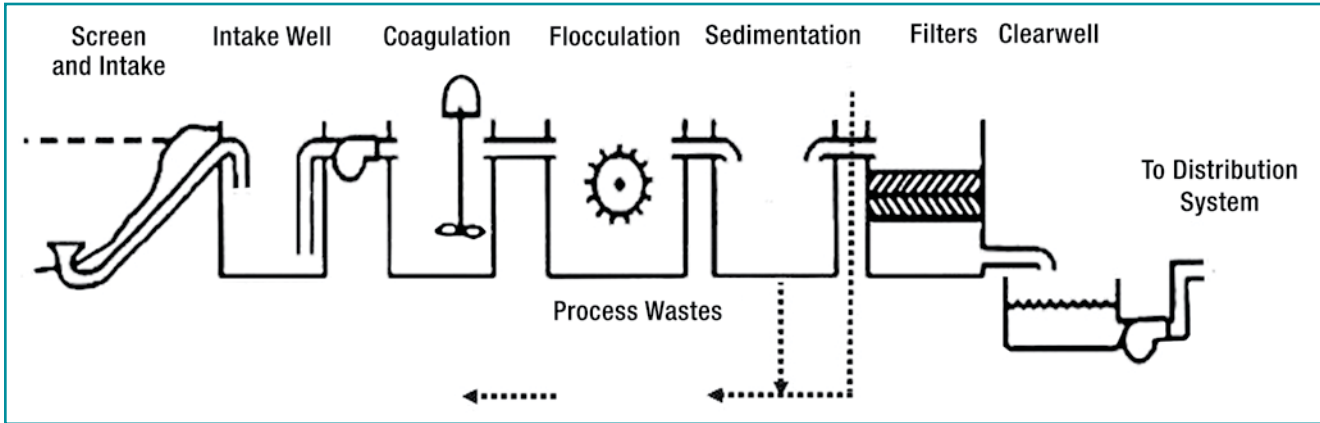 Screen
and Intake
Intake Well
Coagulation
Flocculation
Sedimentation
Filters
Clearwell
To Distribution
System
Process Wastes